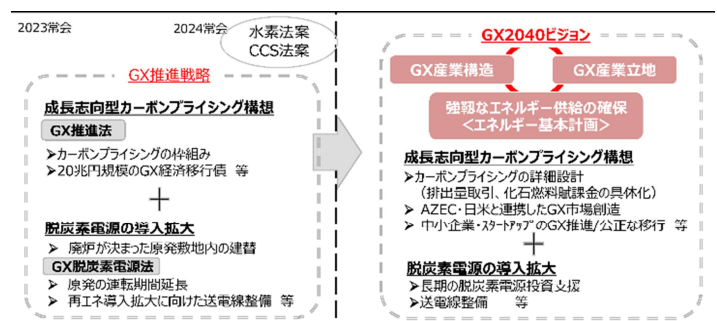 2023常会
2024常会
水素法案
CCS法案
GX推進戦略
成長志向型カーボンプライシング構想
GX推進法
➢カーボンプライシングの枠組み
➢20兆円規模のGX経済移行債 等
＋
脱炭素電源の導入拡大
➢ 廃炉が決まった原発敷地内の建替
GX脱炭素電源法
➢ 原発の運転期間延長
➢ 再エネ導入拡大に向けた送電線整備 等
GX2040ビジョン
GX産業構造
GX産業立地
強靱なエネルギー供給の確保
＜エネルギー基本計画＞
成長志向型カーボンプライシング構想
➢カーボンプライシングの詳細設計
（排出量取引、化石燃料賦課金の具体化）
➢ AZEC・日米と連携したGX市場創造
➢ 中小企業・スタートアップのGX推進/公正な移行 等
＋
脱炭素電源の導入拡大
➢長期の脱炭素電源投資支援
➢送電線整備 等